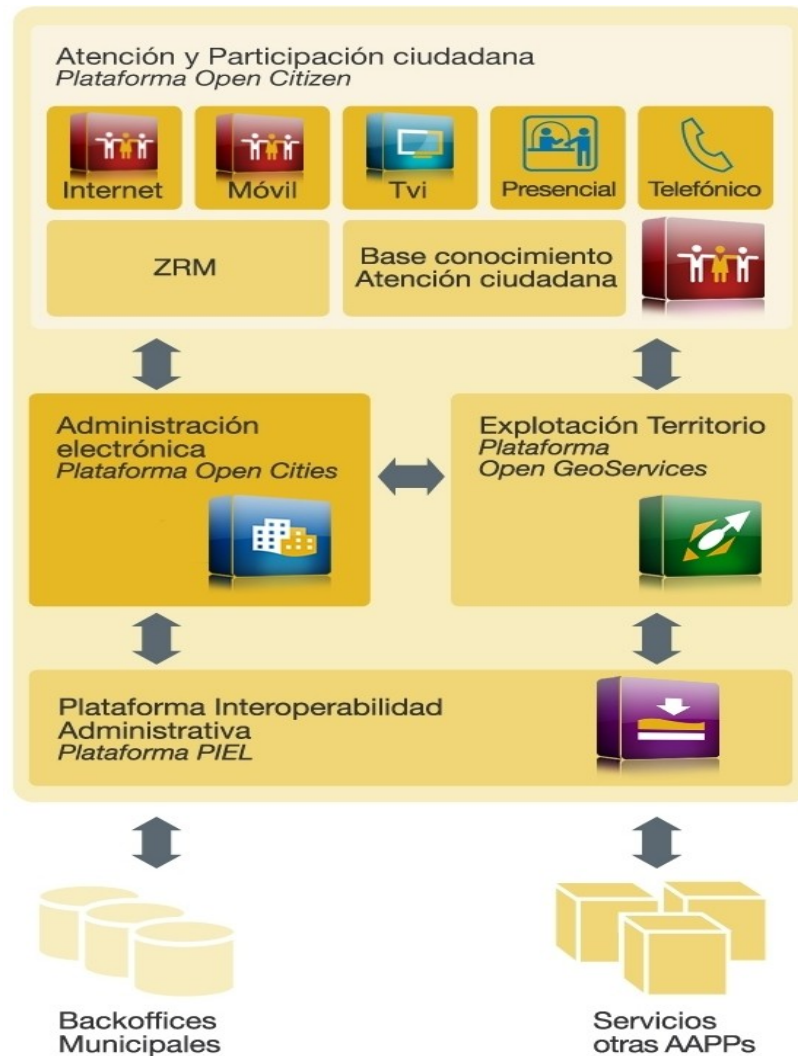 Atención y Participación ciudadana
Plataforma Open Citizen
Internet
Móvil
Tvi
Presencial
Telefónico
ZRM
Base conocimiento
Atención ciudadana
Administración
electrónica
Plataforma Open Cities
Explotación Territorio
Plataforma
Open GeoServices
Plataforma Interoperabilidad
Administrativa
Plataforma PIEL
Backoffices
Municipales
Servicios
otras AAPPs